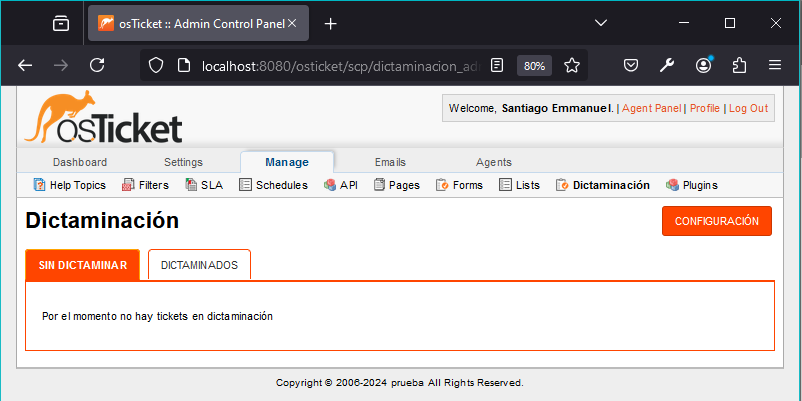 osTicket :: Admin Control Panel
localhost:8080/osticket/scp/dictaminacion_adm
80%
osTicket
Welcome, Santiago Emmanuel. | Agent Panel | Profile | Log Out
Dashboard Settings Manage Emails Agents
Help Topics Filters SLA Schedules API Pages Forms Lists Dictaminación Plugins
Dictaminación
CONFIGURACIÓN
SIN DICTAMINAR DICTAMINADOS
Por el momento no hay tickets en dictaminación
Copyright © 2006-2024 prueba All Rights Reserved.